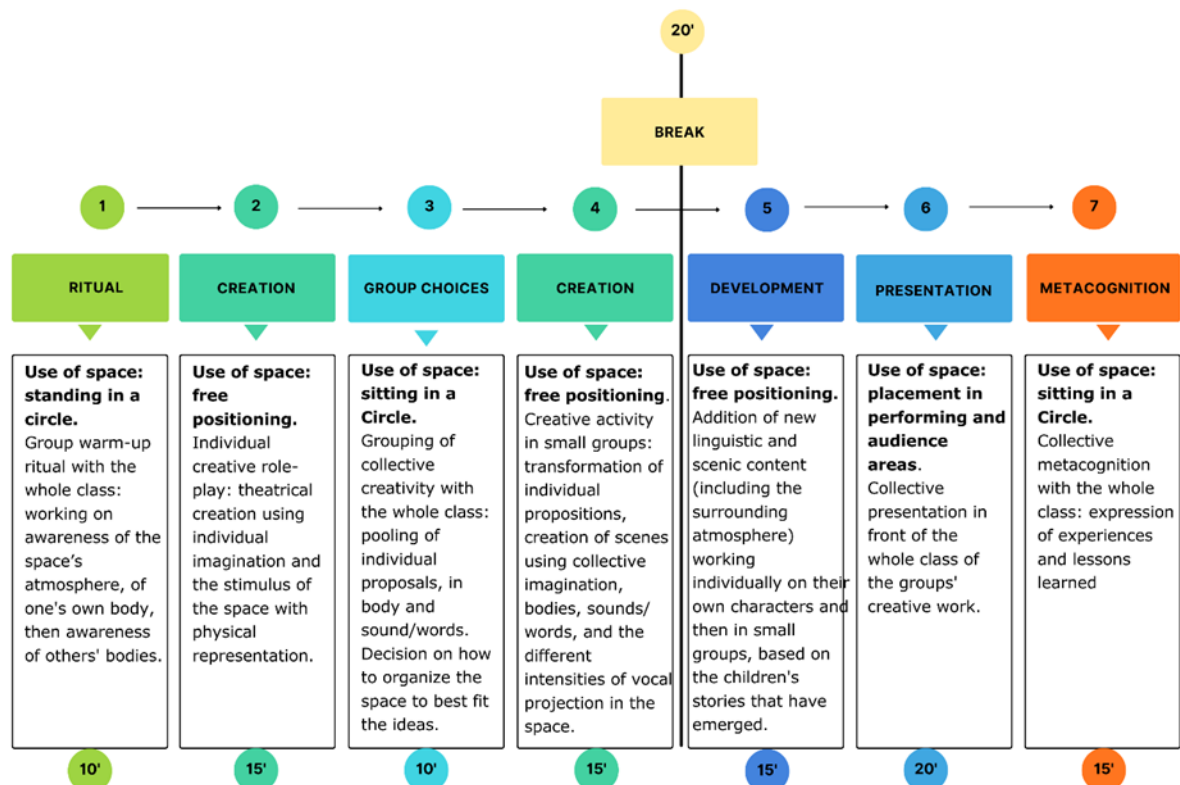 20'
BREAK
1
2
3
4
5
6
7
RITUAL
CREATION
GROUP CHOICES
CREATION
DEVELOPMENT
PRESENTATION
METACOGNITION
Use of space:
standing in a
circle.
Group warm-up
ritual with the
whole class:
working on
awareness of the
space's
atmosphere, of
one's own body,
then awareness
of others' bodies.
Use of space:
free
positioning.
Individual
creative role-
play: theatrical
creation using
individual
imagination and
the stimulus of
the space with
physical
representation.
Use of space:
sitting in a
Circle.
Grouping of
collective
creativity with
the whole class:
pooling of
individual
proposals, in
body and
sound/words.
Decision on how
to organize the
space to best fit
the ideas.
Use of space:
free positioning.
Creative activity
in small groups:
transformation of
individual
propositions,
creation of scenes
using collective
imagination,
bodies, sounds/
words, and the
different
intensities of vocal
projection in the
space.
Use of space:
free positioning.
Addition of new
linguistic and
scenic content
(including the
surrounding
atmosphere)
working
individually on their
own characters and
then in small
groups, based on
the children's
stories that have
emerged.
Use of space:
placement in
performing and
audience
areas.
Collective
presentation in
front of the
whole class of
the groups'
creative work.
Use of space:
sitting in a
Circle.
Collective
metacognition
with the whole
class: expression
of experiences
and lessons
learned
10'
15'
10'
15'
15'
20'
15'